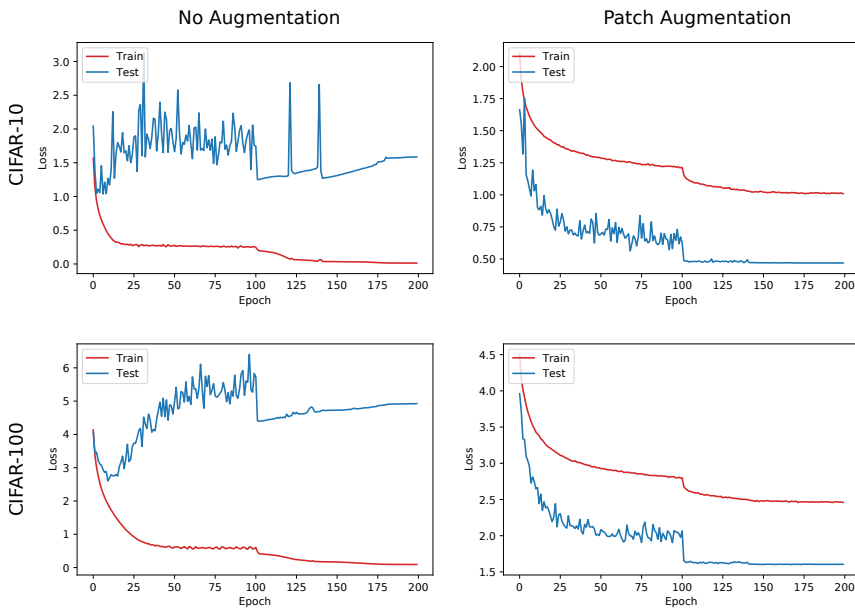 No Augmentation
Patch Augmentation
CIFAR-10
Loss
3.0
2.5
2.0
1.5
1.0
0.5
0.0
Train
Test
0 25 50 75 100 125 150 175 200
Epoch
Loss
2.00
1.75
1.50
1.25
1.00
0.75
0.50
Train
Test
0 25 50 75 100 125 150 175 200
Epoch
CIFAR-100
Loss
6
5
4
3
2
1
0
Train
Test
0 25 50 75 100 125 150 175 200
Epoch
Loss
4.5
4.0
3.5
3.0
2.5
2.0
1.5
Train
Test
0 25 50 75 100 125 150 175 200
Epoch